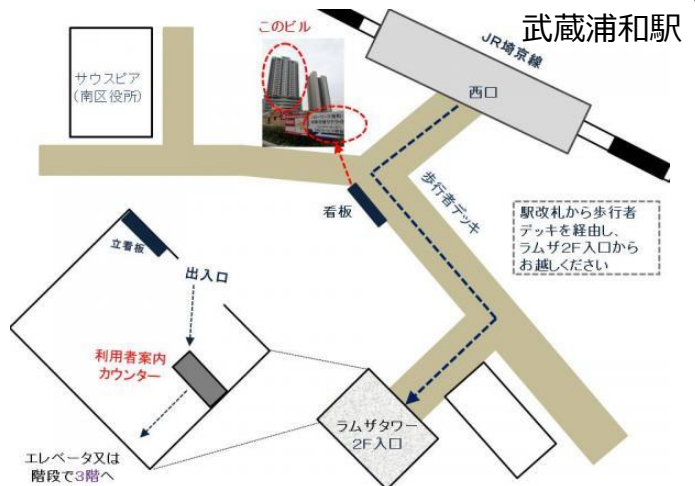 武蔵浦和駅
このビル
JR埼京線
サウスピア
(南区役所)
西口
歩行者デッキ
看板
駅改札から歩行者
デッキを経由し、
ラムザ2F入口から
お越しください
立看板
出入口
利用者案内
カウンター
ラムザタワー
2F入口
エレベータ又は
階段で3階へ